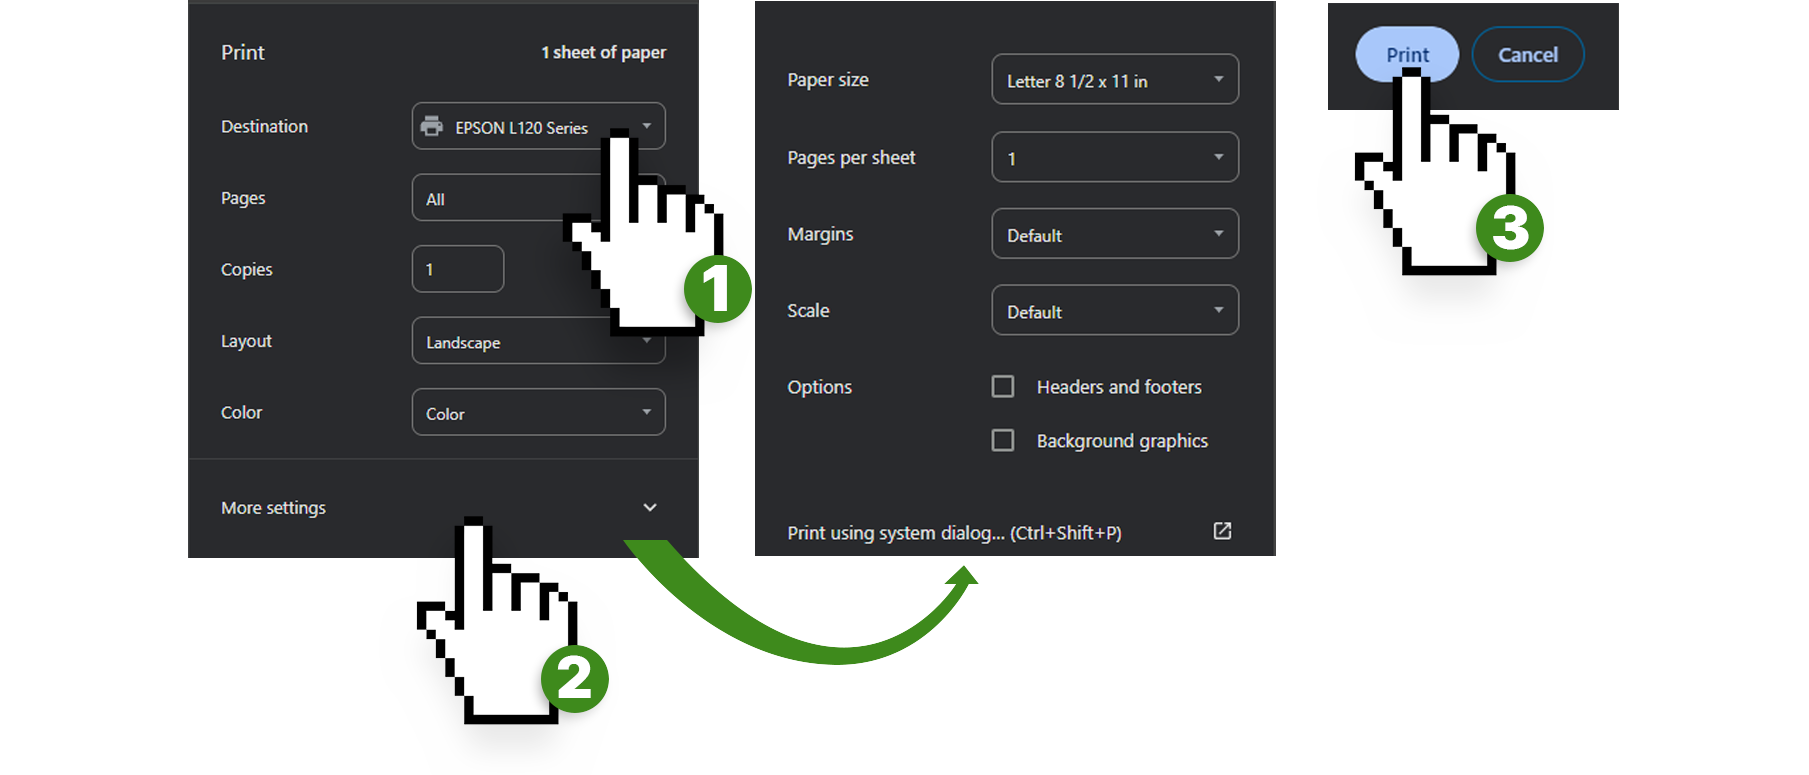 Print 1 sheet of paper
Destination EPSON L120 Series
Pages All
Copies 1
Layout Landscape
Color Color
More settings
1
2
Paper size Letter 8 1/2 x 11 in
Pages per sheet 1
Margins Default
Scale Default
Options Headers and footers
Background graphics
Print using system dialog... (Ctrl+Shift+P)
Print Cancel
3